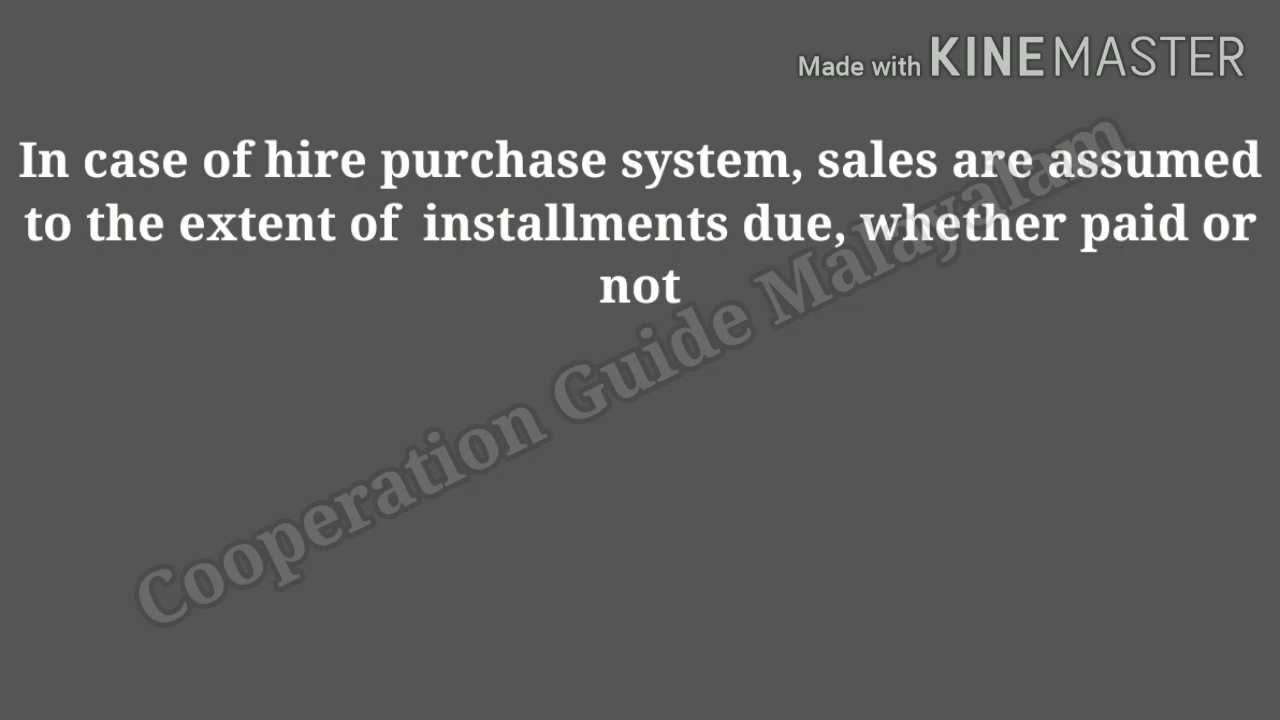 Made with KINEMASTER
In case of hire purchase system, sales are assumed
to the extent of installments due, whether paid or
not
Cooperation Guide Malayalam